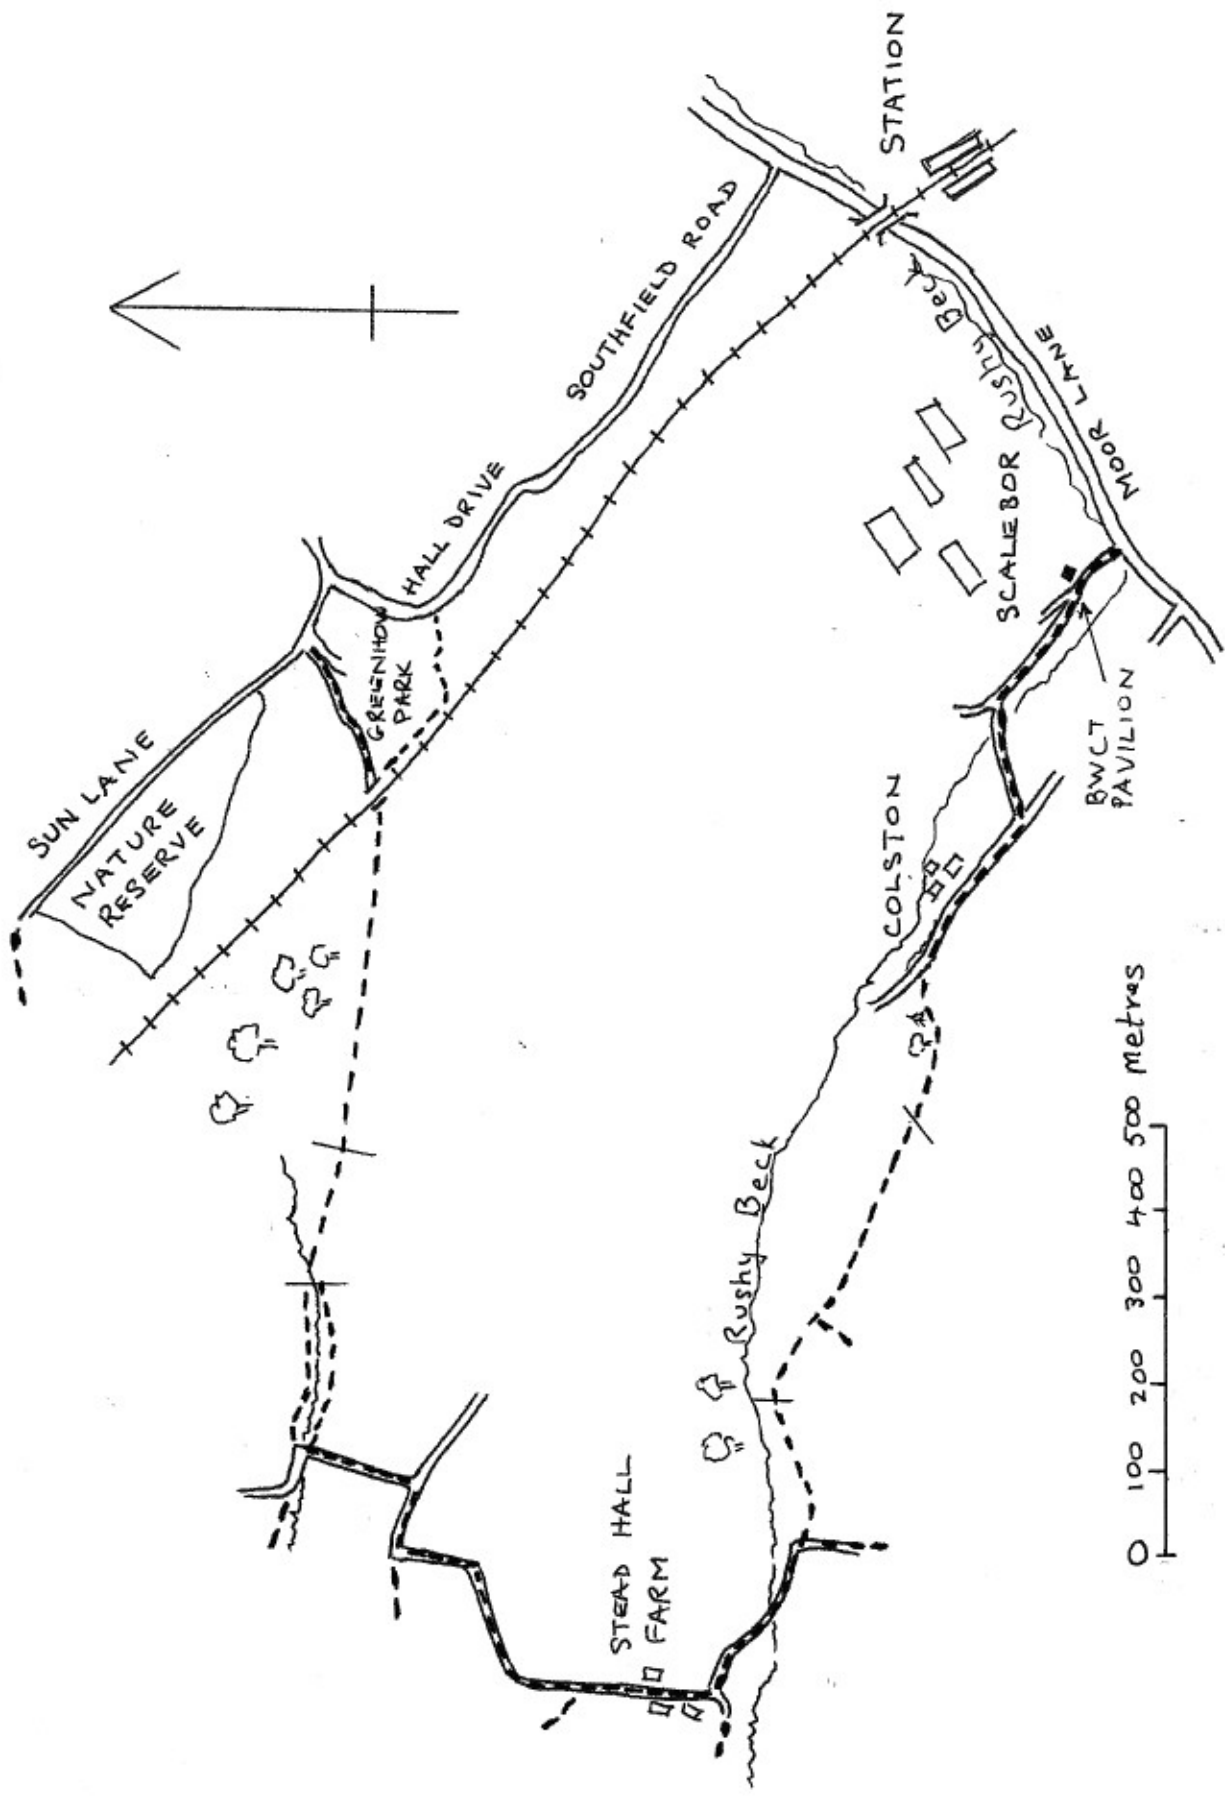 SUN LANE
NATURE
RESERVE
GREENHOW
PARK
HALL DRIVE
SOUTHFIELD ROAD
STATION
Rushy Beck
MOOR LANE
SCALEBOR
BWCT
PAVILION
COLSTON
Rushy Beck
STEAD HALL
FARM
0 100 200 300 400 500 Metres